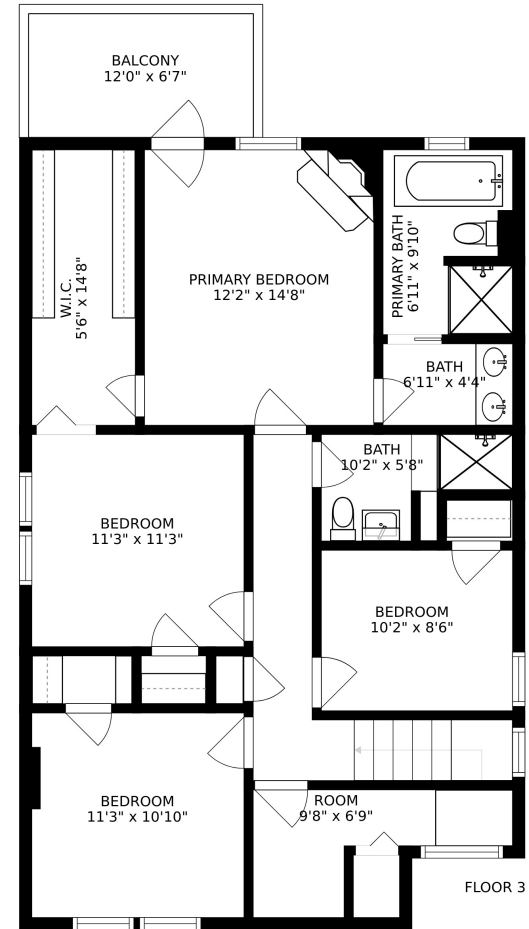 BALCONY
12'0" x 6'7"
W.I.C.
5'6" x 14'8"
PRIMARY BEDROOM
12'2" x 14'8"
PRIMARY BATH
6'11" x 9'10"
BATH
6'11" x 4'4"
BATH
10'2" x 5'8"
BEDROOM
11'3" x 11'3"
BEDROOM
10'2" x 8'6"
BEDROOM
11'3" x 10'10"
ROOM
9'8" x 6'9"
FLOOR 3